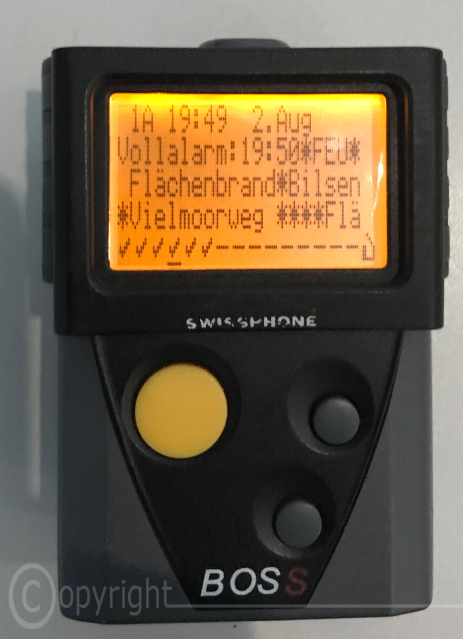 1A 19:49 2.Aug
Vollalarm:19:50*FEU*
Flächenbrand*Bilsen
*Vielmoorweg ****Flä
✓✓✓✓✓✓-----------
SWISSPHONE
BOSS
©opyright